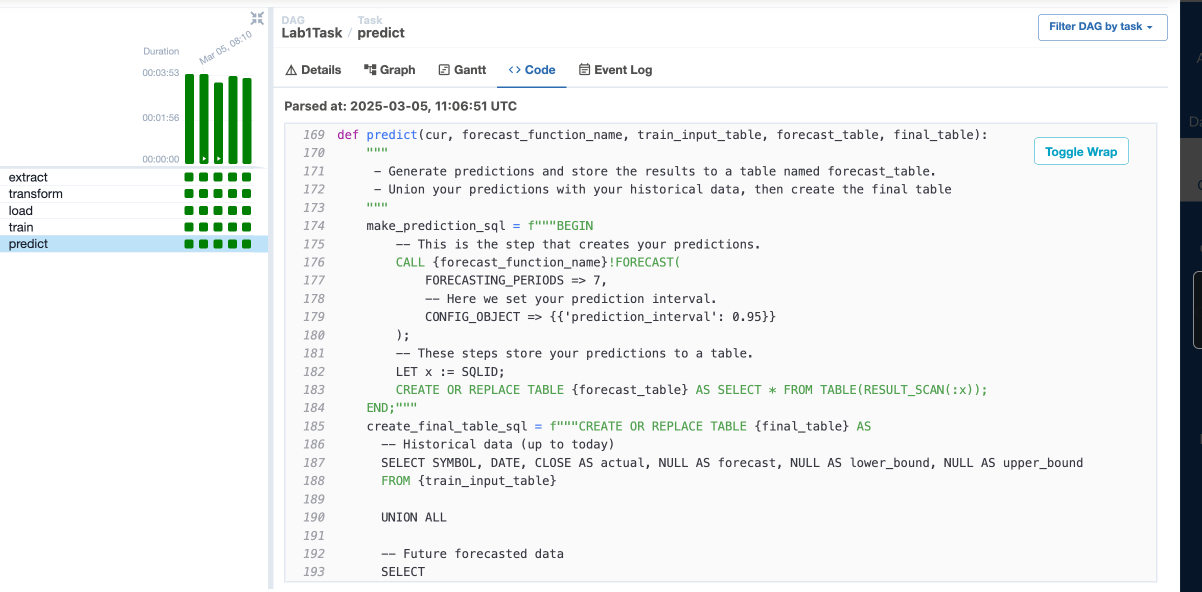 DAG
Lab1Task / 
Task
predict
Filter DAG by task
Duration
Mar 05, 08:10
00:03:53
00:01:56
00:00:00
extract
transform
load
train
predict
Details
Graph
Gantt
Code
Event Log
Parsed at: 2025-03-05, 11:06:51 UTC
Toggle Wrap
169 def predict(cur, forecast_function_name, train_input_table, forecast_table, final_table):
170     """
171      - Generate predictions and store the results to a table named forecast_table.
172      - Union your predictions with your historical data, then create the final table
173     """
174     make_prediction_sql = f"""BEGIN
175         -- This is the step that creates your predictions.
176         CALL {forecast_function_name}!FORECAST(
177             FORECASTING_PERIODS => 7,
178             -- Here we set your prediction interval.
179             CONFIG_OBJECT => {{'prediction_interval': 0.95}}
180         );
181         -- These steps store your predictions to a table.
182         LET x := SQLID;
183         CREATE OR REPLACE TABLE {forecast_table} AS SELECT * FROM TABLE(RESULT_SCAN(:x));
184     END;"""
185     create_final_table_sql = f"""CREATE OR REPLACE TABLE {final_table} AS
186       -- Historical data (up to today)
187       SELECT SYMBOL, DATE, CLOSE AS actual, NULL AS forecast, NULL AS lower_bound, NULL AS upper_bound
188       FROM {train_input_table}
189
190       UNION ALL
191
192       -- Future forecasted data
193       SELECT